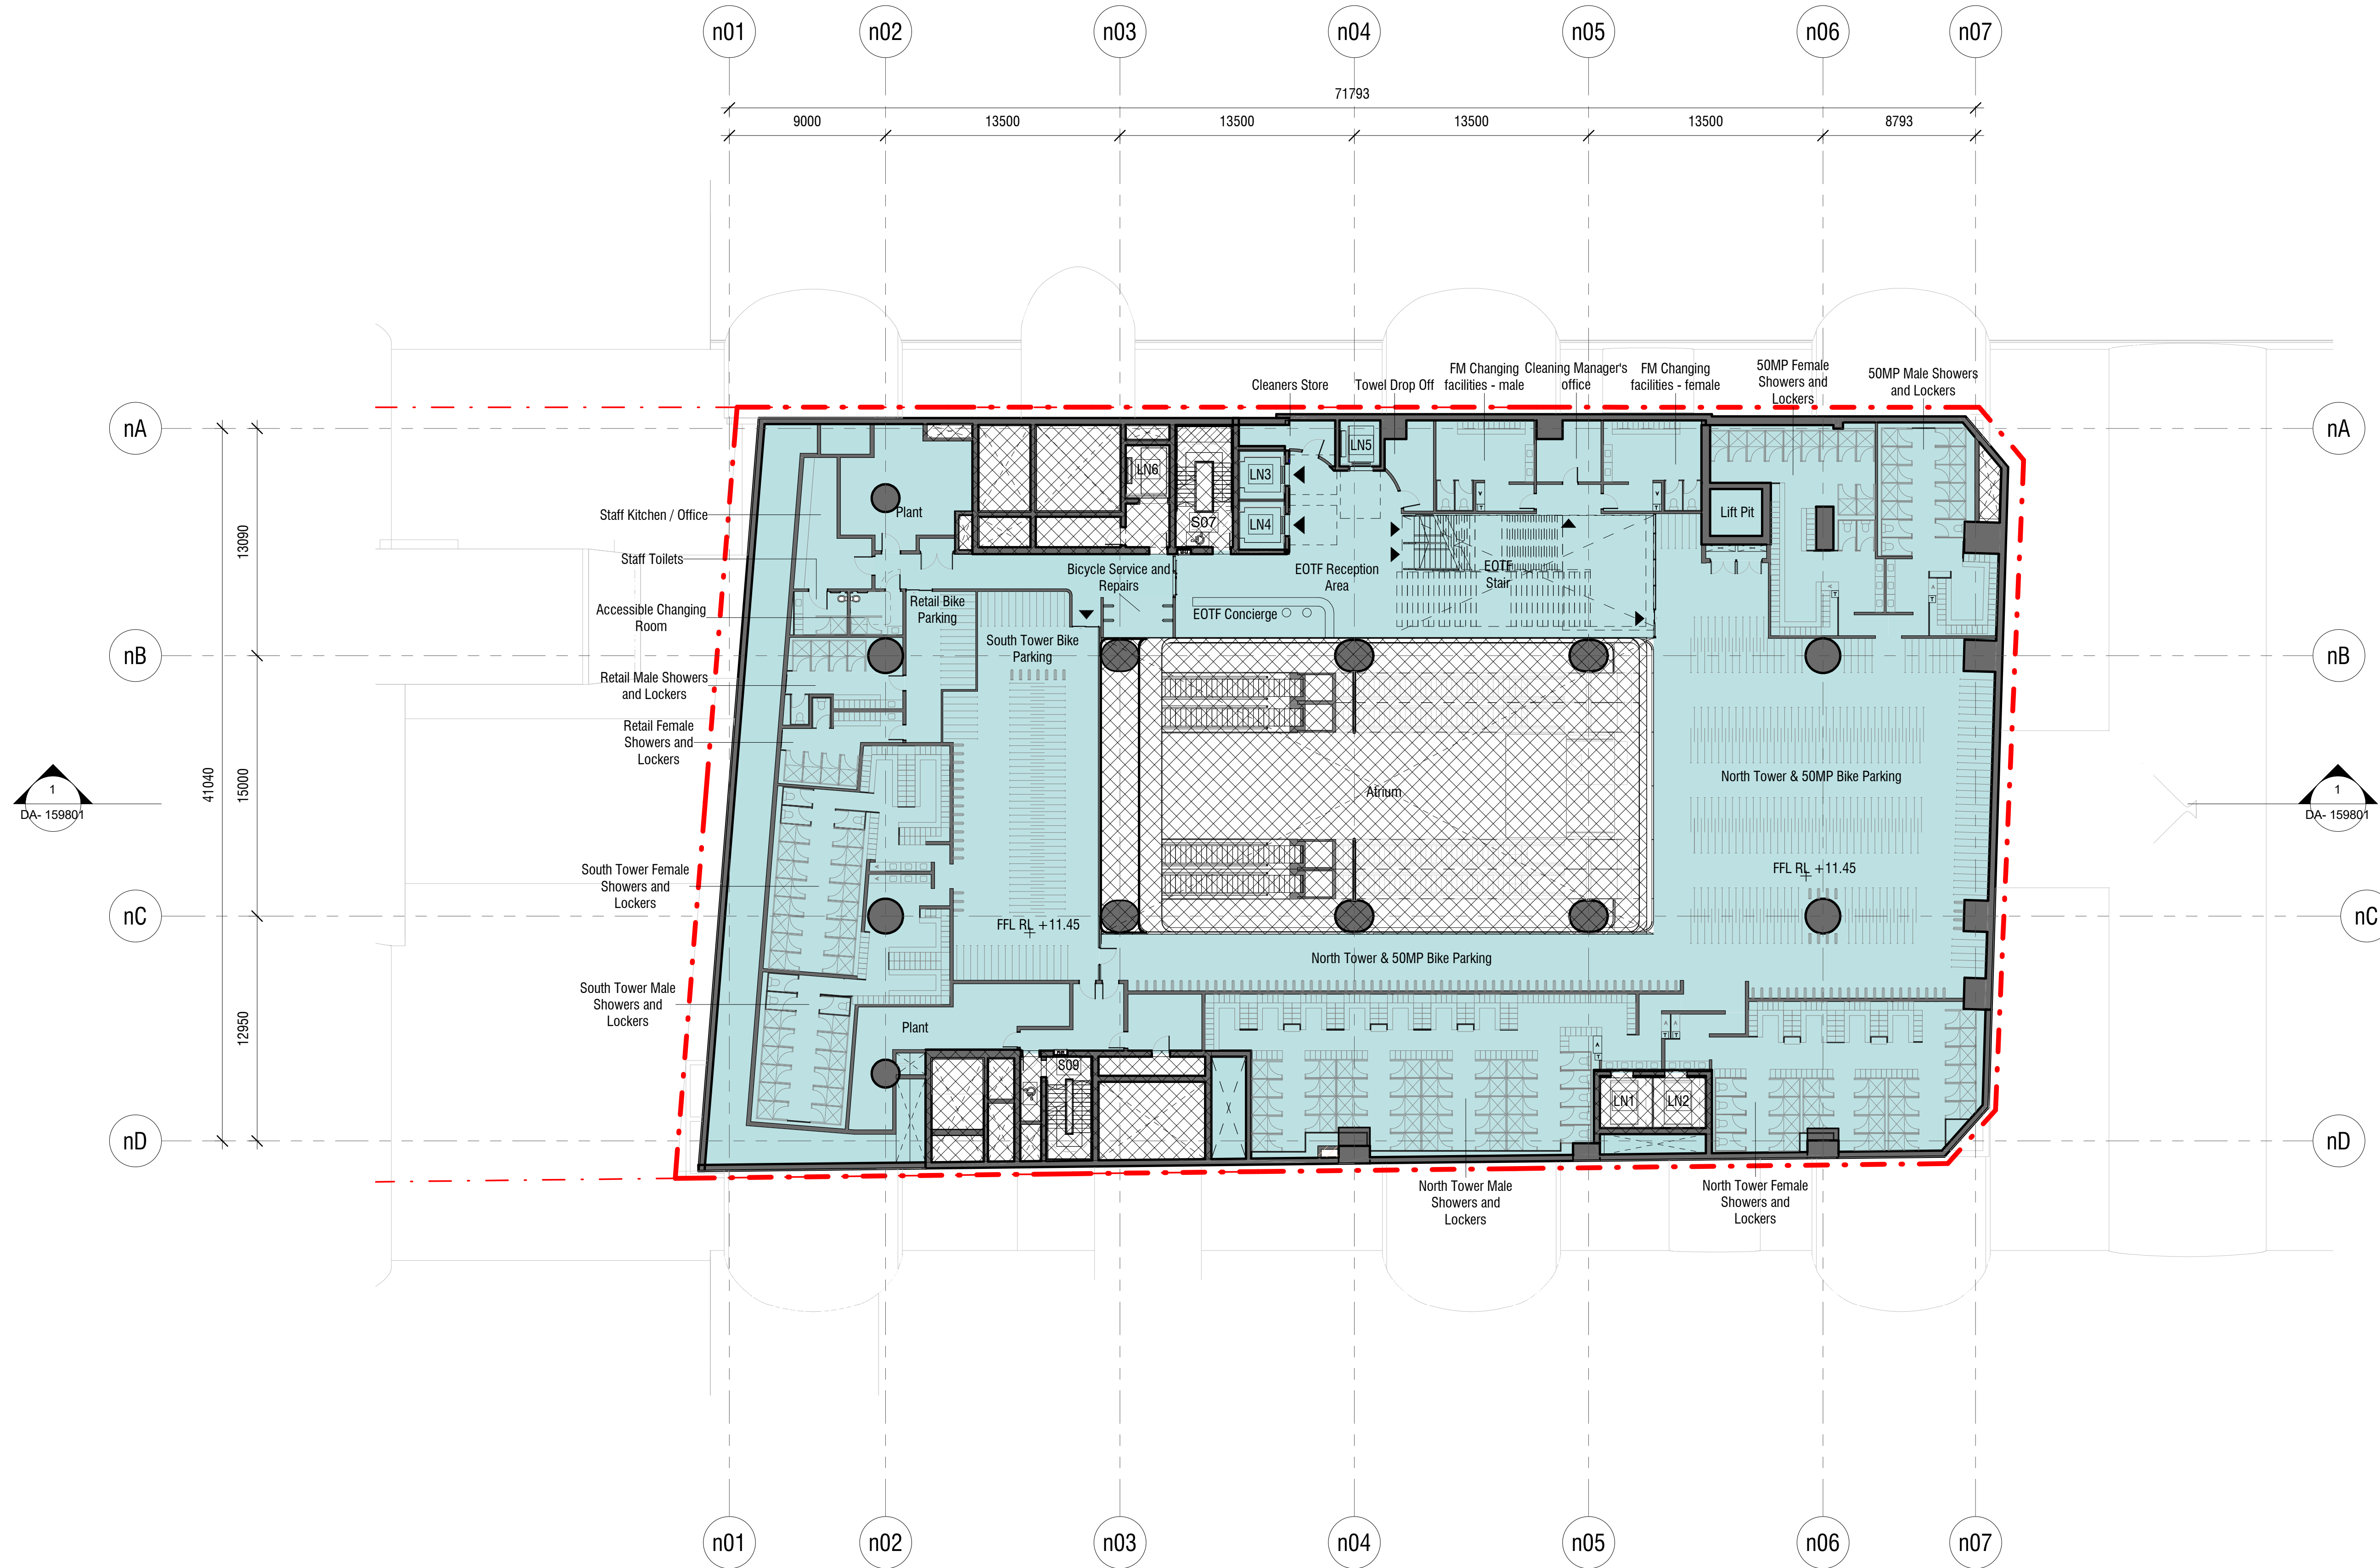 n01
n02
n03
n04
n05
n06
n07
71793
9000
13500
13500
13500
13500
8793
Cleaners Store
Towel Drop Off
FM Changing
facilities - male
Cleaning Manager's
office
FM Changing
facilities - female
50MP Female
Showers and
Lockers
50MP Male Showers
and Lockers
nA
nA
LN5
LN6
LN3
LN4
S07
Plant
Lift Pit
Staff Kitchen / Office
13090
Staff Toilets
Bicycle Service and
Repairs
EOTF Reception
Area
EOTF
Stair
Accessible Changing
Room
Retail Bike
Parking
EOTF Concierge
South Tower Bike
Parking
nB
nB
Retail Male Showers
and Lockers
Retail Female
Showers and
Lockers
41040
15000
North Tower & 50MP Bike Parking
Atrium
1
DA- 159801
1
DA- 159801
South Tower Female
Showers and
Lockers
FFL RL +11.45
FFL RL +11.45
nC
nC
North Tower & 50MP Bike Parking
South Tower Male
Showers and
Lockers
12950
Plant
S09
LN1
LN2
nD
nD
North Tower Male
Showers and
Lockers
North Tower Female
Showers and
Lockers
n01
n02
n03
n04
n05
n06
n07